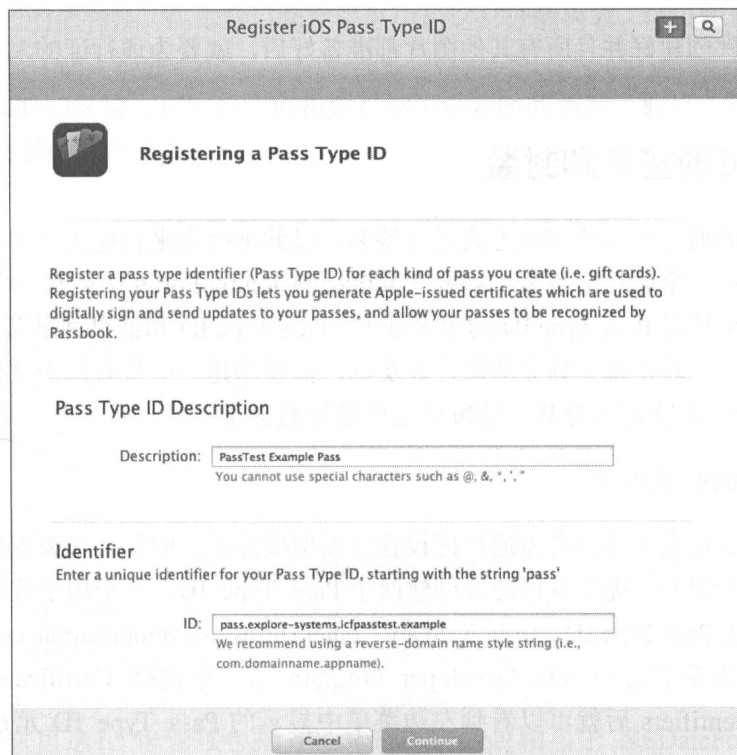 Register iOS Pass Type ID
Registering a Pass Type ID
Register a pass type identifier (Pass Type ID) for each kind of pass you create (i.e. gift cards).
Registering your Pass Type IDs lets you generate Apple-issued certificates which are used to
digitally sign and send updates to your passes, and allow your passes to be recognized by
Passbook.
Pass Type ID Description
Description: PassTest Example Pass
You cannot use special characters such as @, &, *, ', "
Identifier
Enter a unique identifier for your Pass Type ID, starting with the string 'pass'
ID: pass.explore-systems.icfpasstest.example
We recommend using a reverse-domain name style string (i.e.,
com.domainname.appname).
Cancel Continue